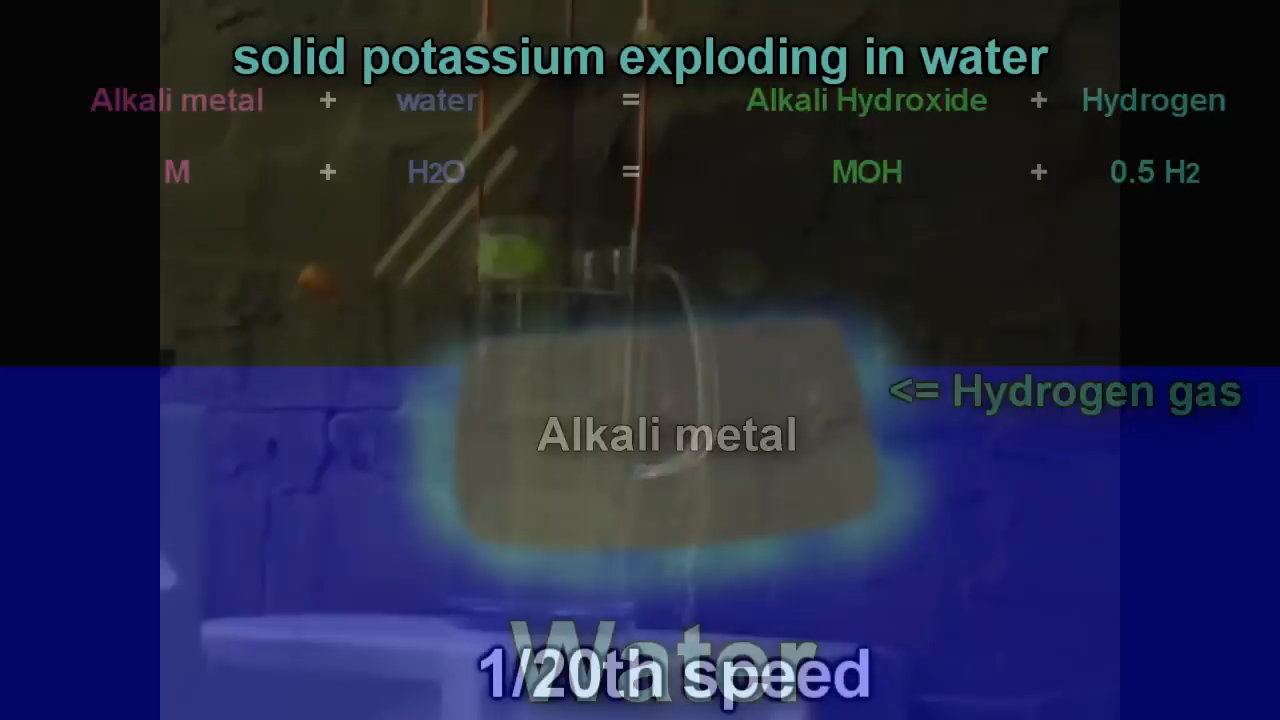 solid potassium exploding in water
Alkali metal + water = Alkali Hydroxide + Hydrogen
M + H2O = MOH + 0.5 H2
<= Hydrogen gas
Alkali metal
Water
1/20th speed